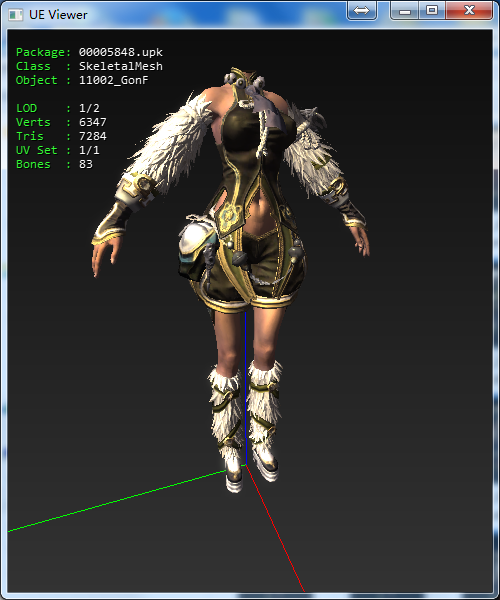 UE Viewer
Package: 00005848.upk
Class : SkeletalMesh
Object : 11002_GonF
LOD : 1/2
Verts : 6347
Tris : 7284
UV Set : 1/1
Bones : 83